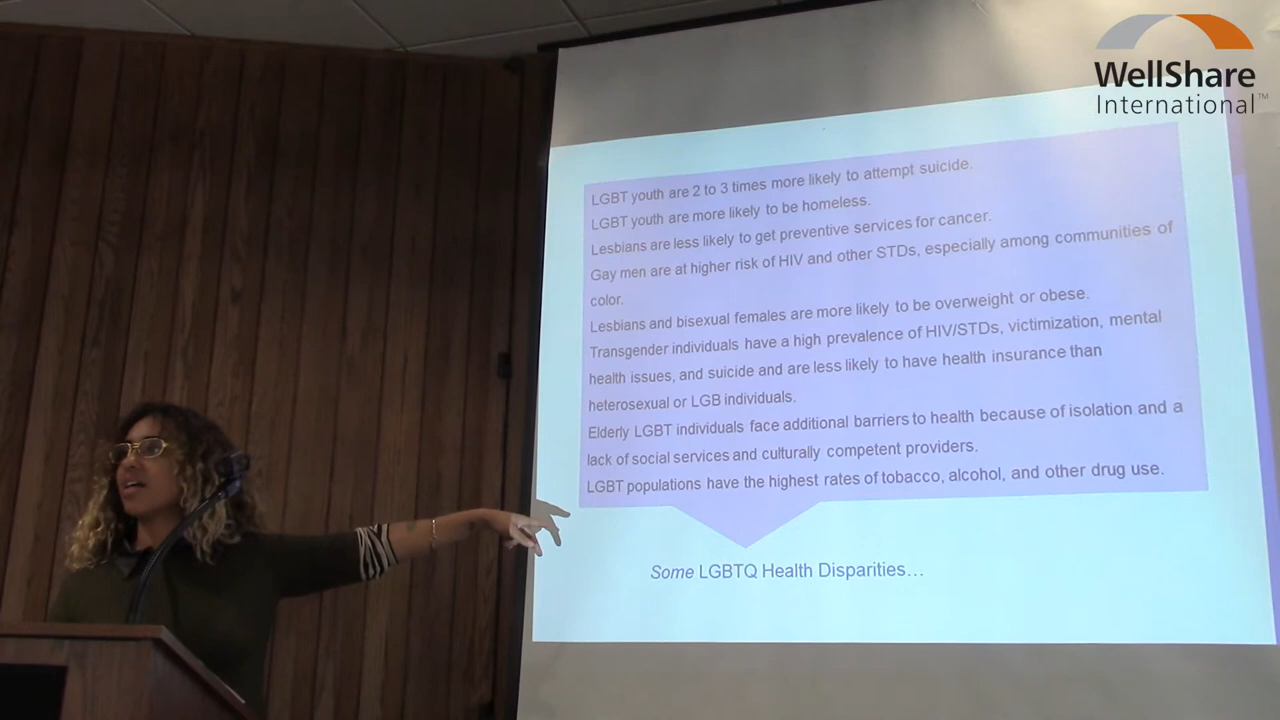 WellShare
International™
LGBT youth are 2 to 3 times more likely to attempt suicide.
LGBT youth are more likely to be homeless.
Lesbians are less likely to get preventive services for cancer.
Gay men are at higher risk of HIV and other STDs, especially among communities of
color.
Lesbians and bisexual females are more likely to be overweight or obese.
Transgender individuals have a high prevalence of HIV/STDs, victimization, mental
health issues, and suicide and are less likely to have health insurance than
heterosexual or LGB individuals.
Elderly LGBT individuals face additional barriers to health because of isolation and a
lack of social services and culturally competent providers.
LGBT populations have the highest rates of tobacco, alcohol, and other drug use.
Some LGBTQ Health Disparities…